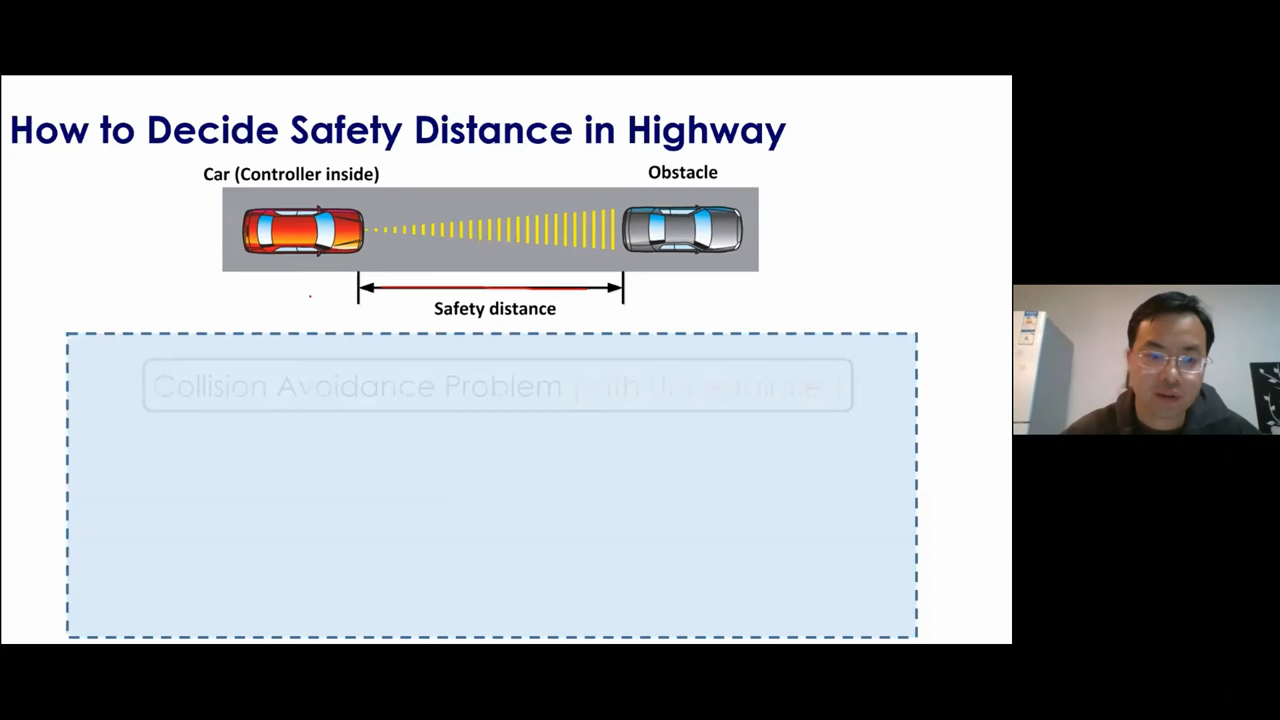 How to Decide Safety Distance in Highway
Car (Controller inside)
Obstacle
Safety distance
Collision Avoidance Problem